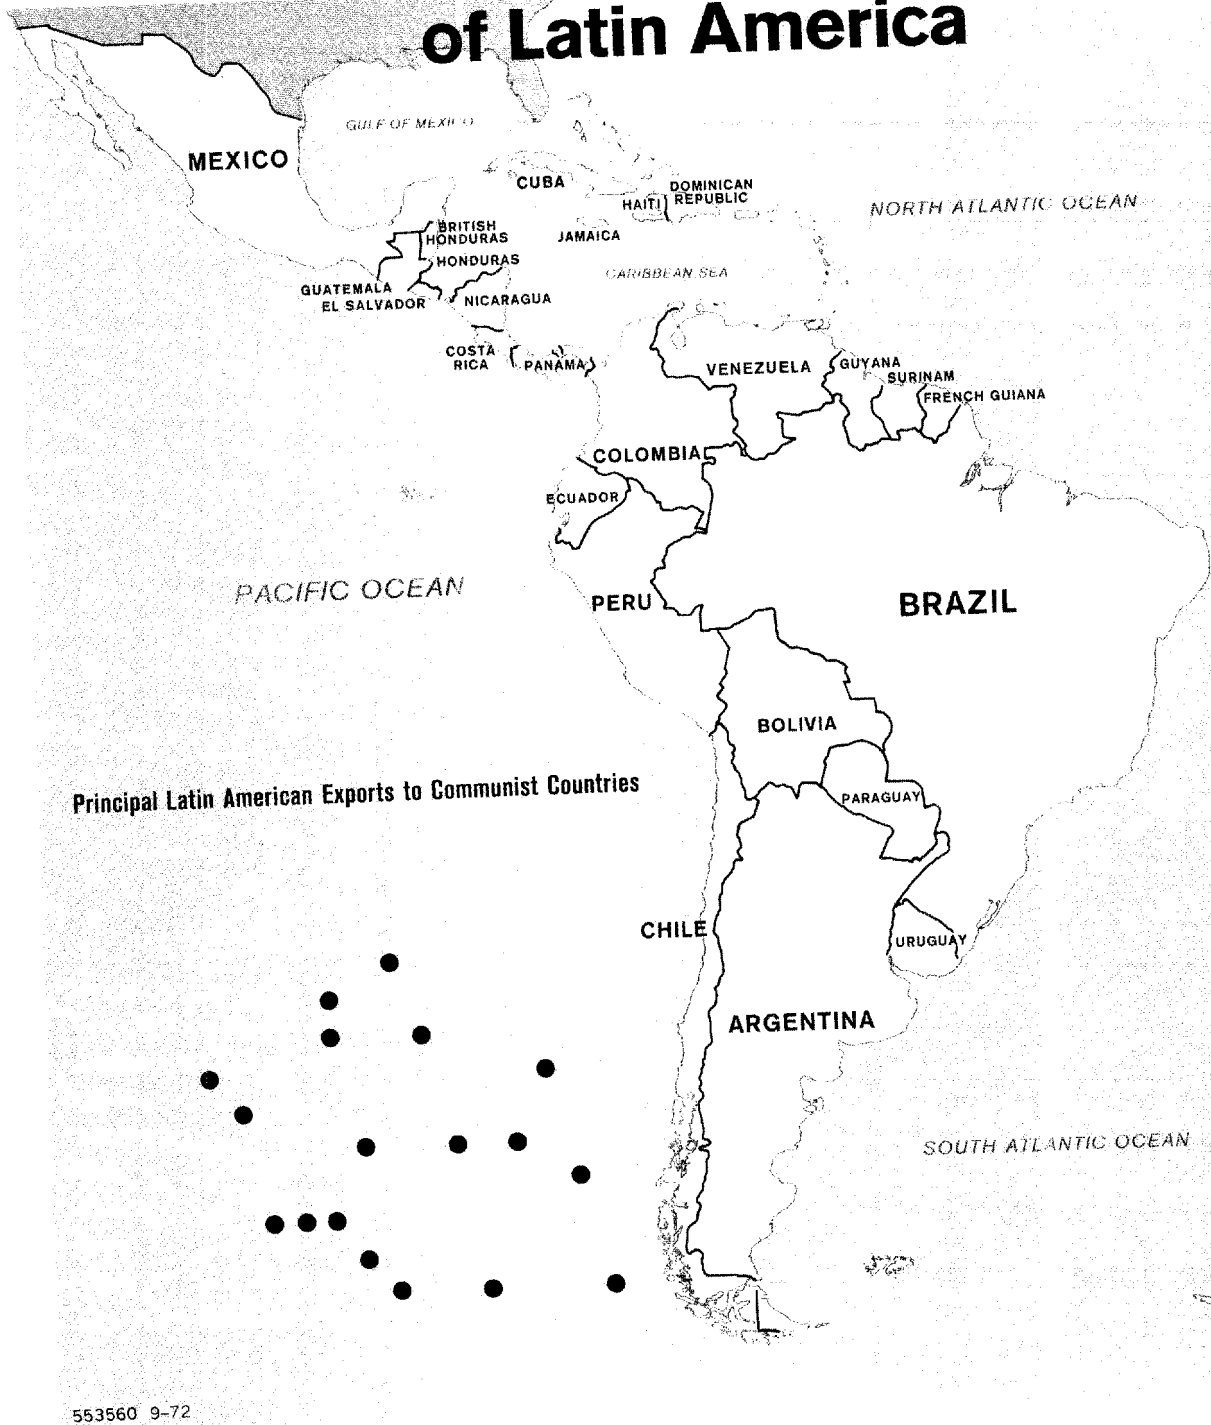 of Latin America
GULF OF MEXICO
MEXICO
CUBA
DOMINICAN
REPUBLIC
HAITI
NORTH ATLANTIC OCEAN
BRITISH
HONDURAS
JAMAICA
HONDURAS
CARIBBEAN SEA
GUATEMALA
EL SALVADOR
NICARAGUA
COSTA
RICA
PANAMA
VENEZUELA
GUYANA
SURINAM
FRENCH GUIANA
COLOMBIA
ECUADOR
PACIFIC OCEAN
PERU
BRAZIL
BOLIVIA
Principal Latin American Exports to Communist Countries
PARAGUAY
CHILE
URUGUAY
ARGENTINA
SOUTH ATLANTIC OCEAN
553560 9-72